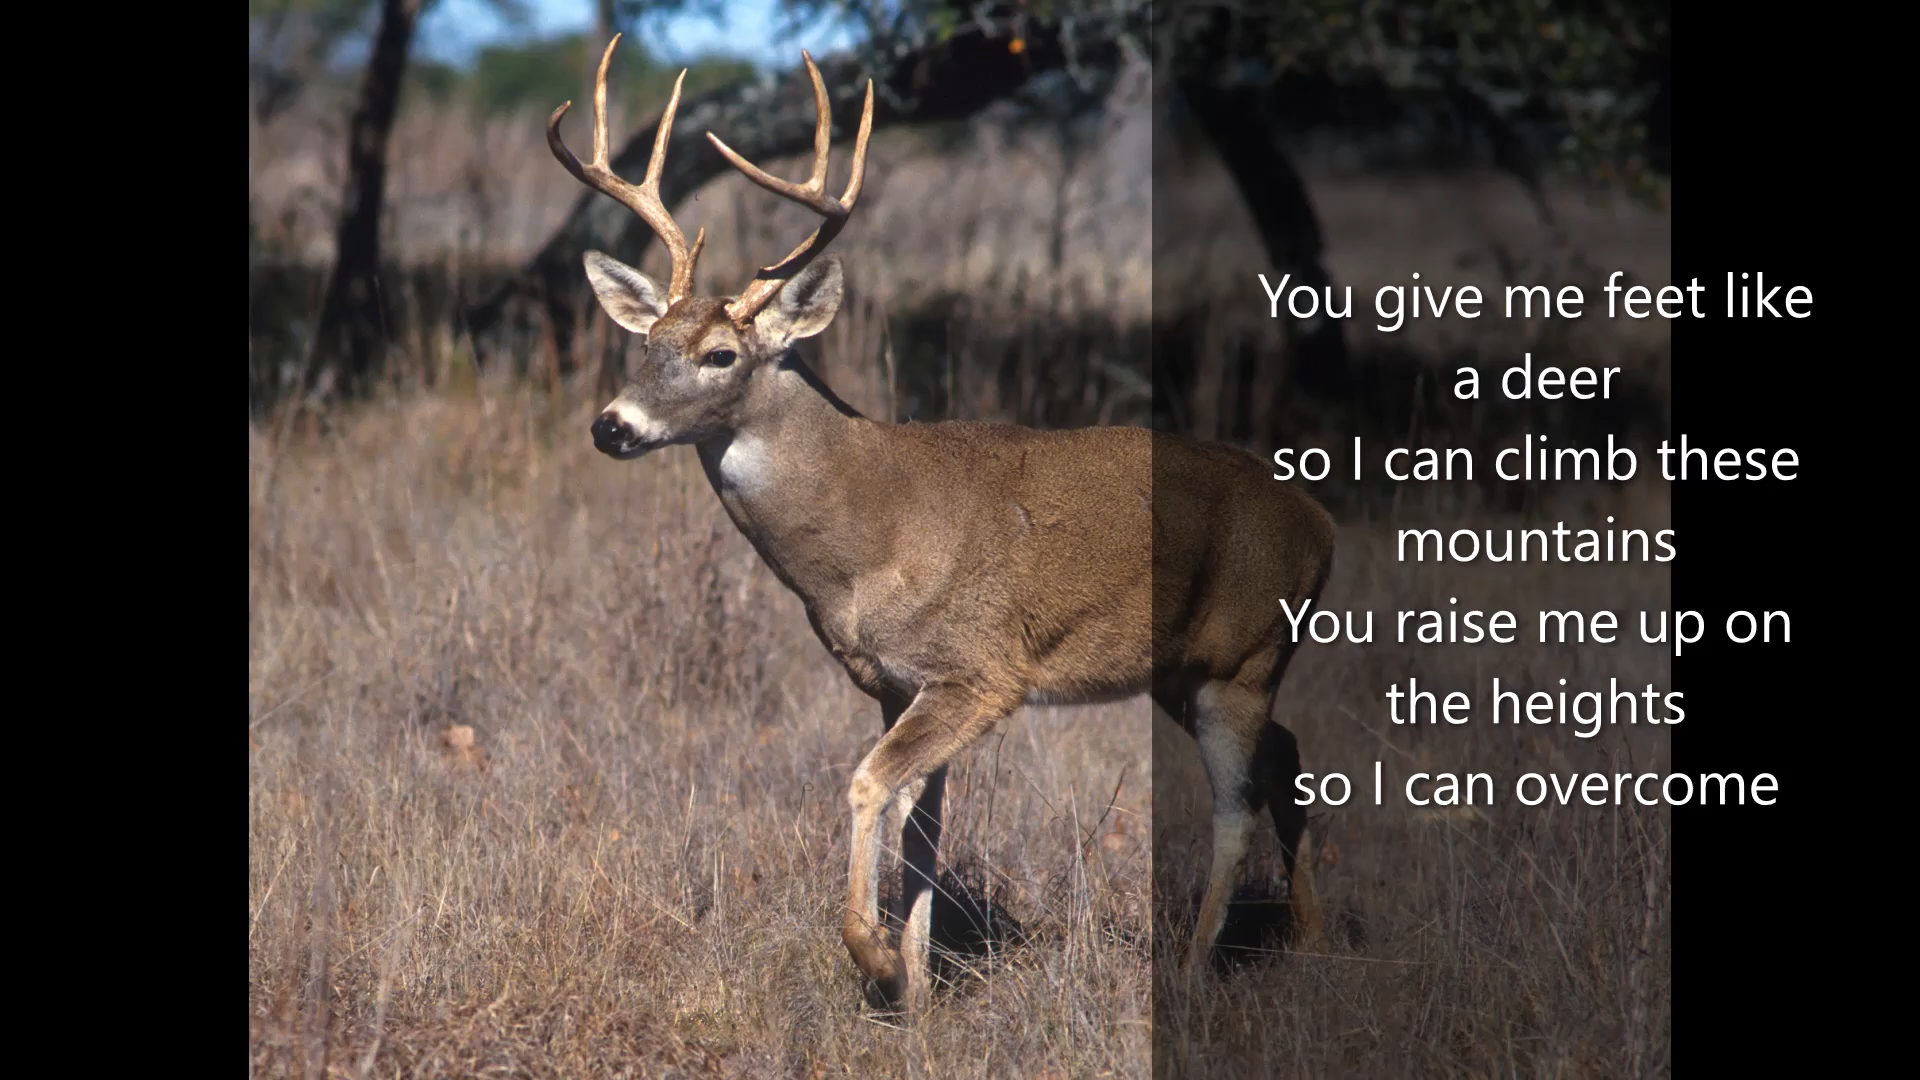 You give me feet like
a deer
so I can climb these
mountains
You raise me up on
the heights
so I can overcome